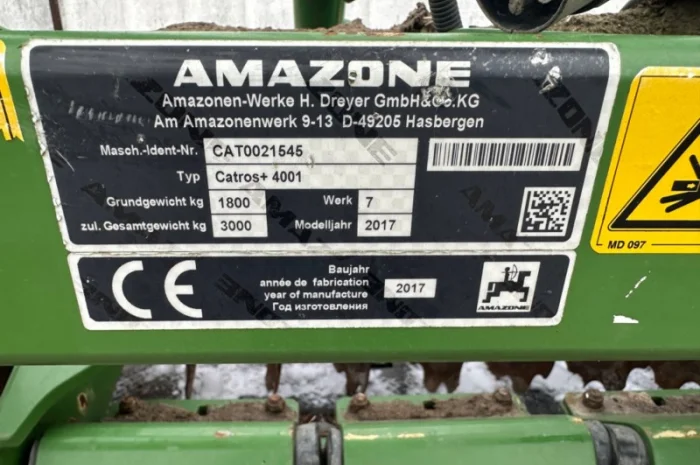 AMAZONE
Amazonen-Werke H. Dreyer GmbH&Co.KG
Am Amazonenwerk 9-13 D-49205 Hasbergen
Masch.-Ident-Nr. CAT0021545
Typ Catros+ 4001
Grundgewicht kg 1800 Werk 7
zul. Gesamtgewicht kg 3000 Modelljahr 2017
MD 097
CE
Baujahr
année de fabrication
year of manufacture
Год изготовления
2017
AMAZONE